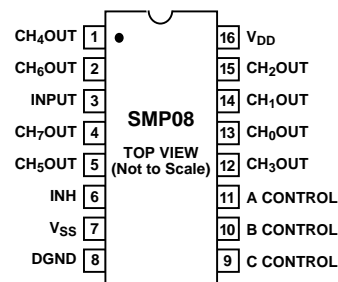 CH4OUT 1 16 VDD
CH6OUT 2 15 CH2OUT
INPUT 3 14 CH1OUT
SMP08
CH7OUT 4 13 CH0OUT
TOP VIEW
CH5OUT 5 12 CH3OUT
(Not to Scale)
INH 6 11 A CONTROL
VSS 7 10 B CONTROL
DGND 8 9 C CONTROL